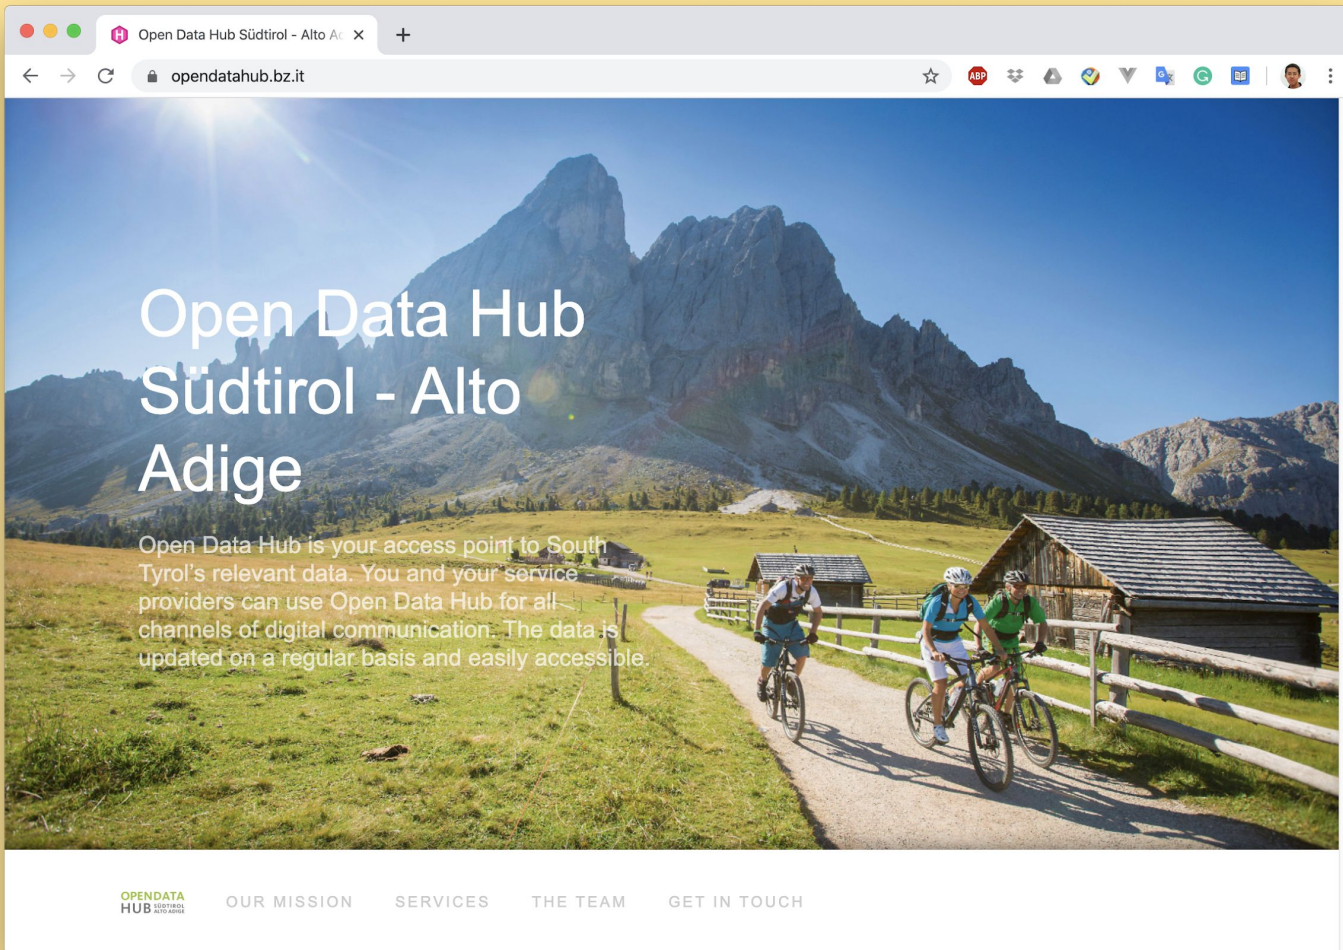 Open Data Hub Südtirol - Alto A
opendatahub.bz.it
ABP
Open Data Hub
Südtirol - Alto
Adige
Open Data Hub is your access point to South
Tyrol's relevant data. You and your service
providers can use Open Data Hub for all
channels of digital communication. The data is
updated on a regular basis and easily accessible.
OPENDATA
HUB SÜDTIROL ALTO ADIGE
OUR MISSION
SERVICES
THE TEAM
GET IN TOUCH